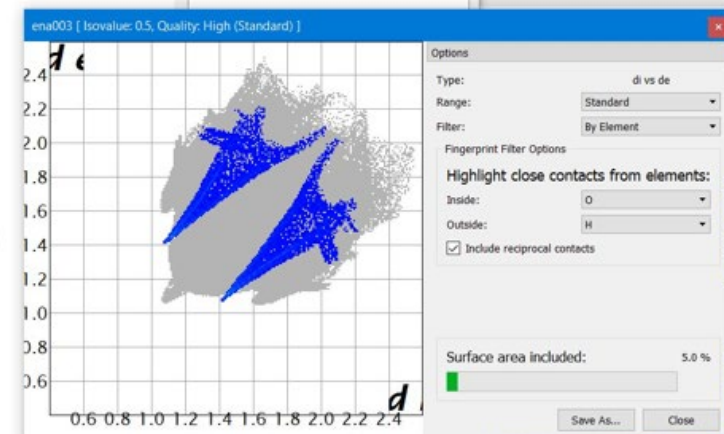 ena003 [ Isovalue: 0.5, Quality: High (Standard) ]
d e
2.4
2.2
2.0
1.8
1.6
1.4
1.2
1.0
0.8
0.6
0.6 0.8 1.0 1.2 1.4 1.6 1.8 2.0 2.2 2.4
d
Options
Type: di vs de
Range: Standard
Filter: By Element
Fingerprint Filter Options
Highlight close contacts from elements:
Inside: O
Outside: H
Include reciprocal contacts
Surface area included: 5.0 %
Save As... Close